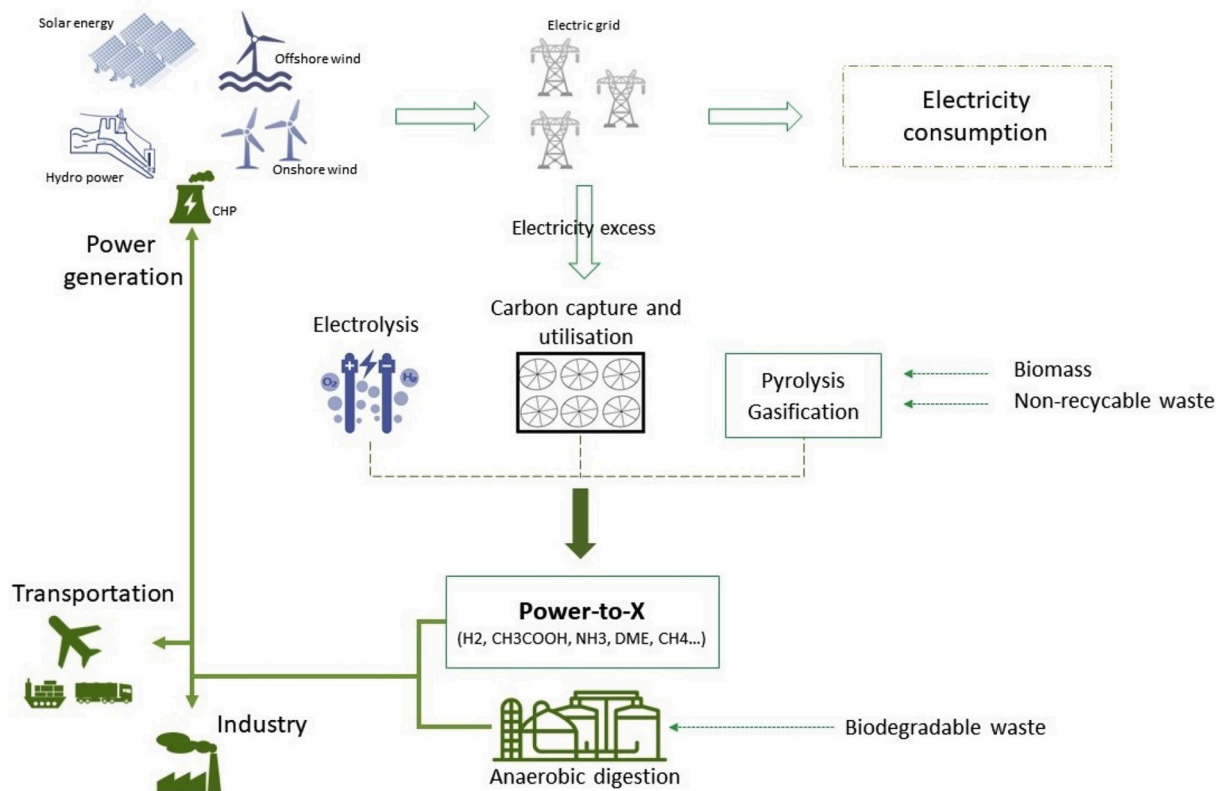 Solar energy
Offshore wind
Hydro power
Onshore wind
CHP
Power
generation
Electric grid
Electricity
consumption
Electricity excess
Electrolysis
O₂
H₂
Carbon capture and
utilisation
Pyrolysis
Gasification
Biomass
Non-recycable waste
Power-to-X
(H2, CH3COOH, NH3, DME, CH4...)
Transportation
Industry
Anaerobic digestion
Biodegradable waste